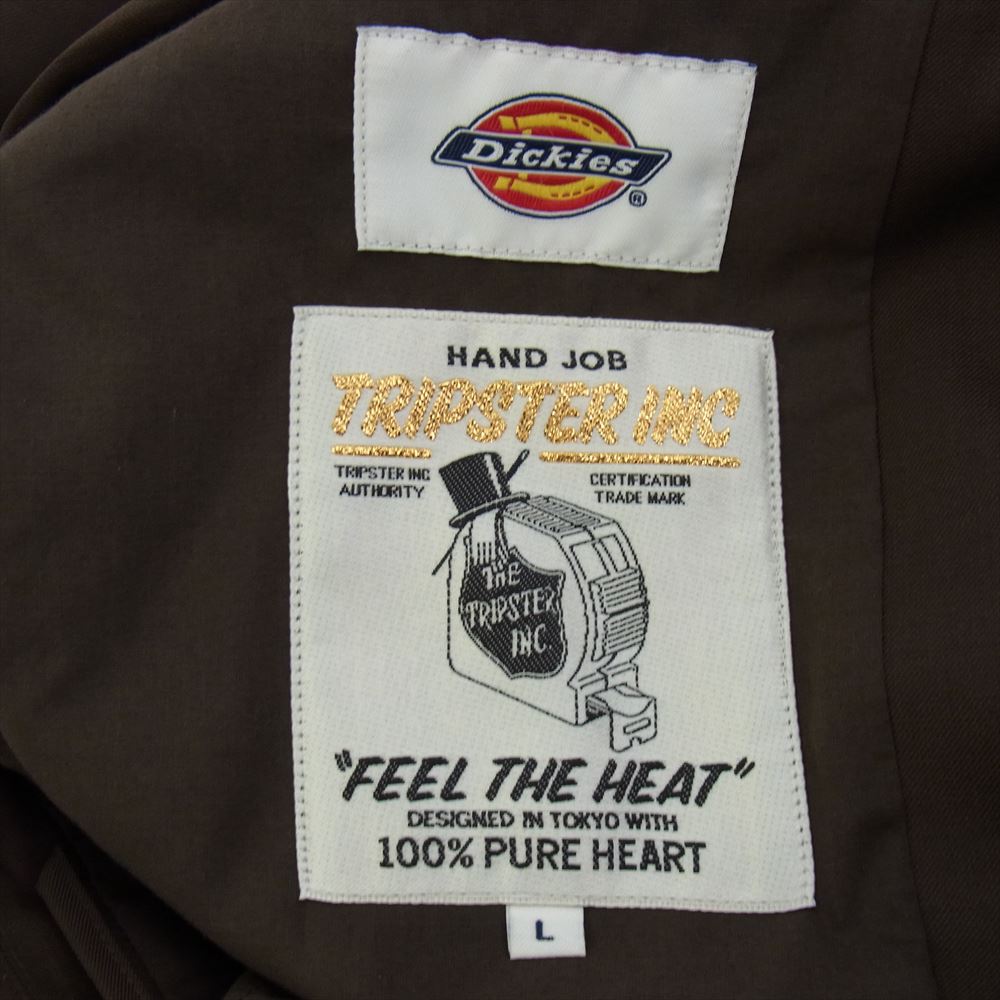 Dickies
®
HAND JOB
TRIPSTER INC
TRIPSTER INC
AUTHORITY
CERTIFICATION
TRADE MARK
THE
TRIPSTER
INC.
"FEEL THE HEAT"
DESIGNED IN TOKYO WITH
100% PURE HEART
L